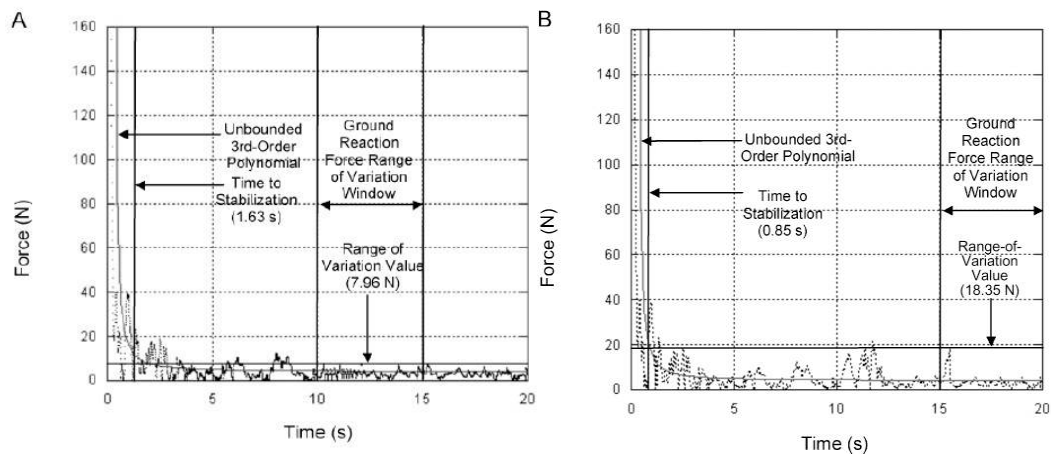 A
160
140
120
100
80
60
40
20
0
Force (N)
Unbounded
3rd-Order
Polynomial
Time to
Stabilization
(1.63 s)
Ground
Reaction
Force Range
of Variation
Window
Range of
Variation Value
(7.96 N)
0
5
10
15
20
Time (s)
B
160
140
120
100
80
60
40
20
0
Force (N)
Unbounded 3rd-
Order Polynomial
Time to
Stabilization
(0.85 s)
Ground
Reaction
Force Range
of Variation
Window
Range-of-
Variation
Value
(18.35 N)
0
5
10
15
20
Time (s)